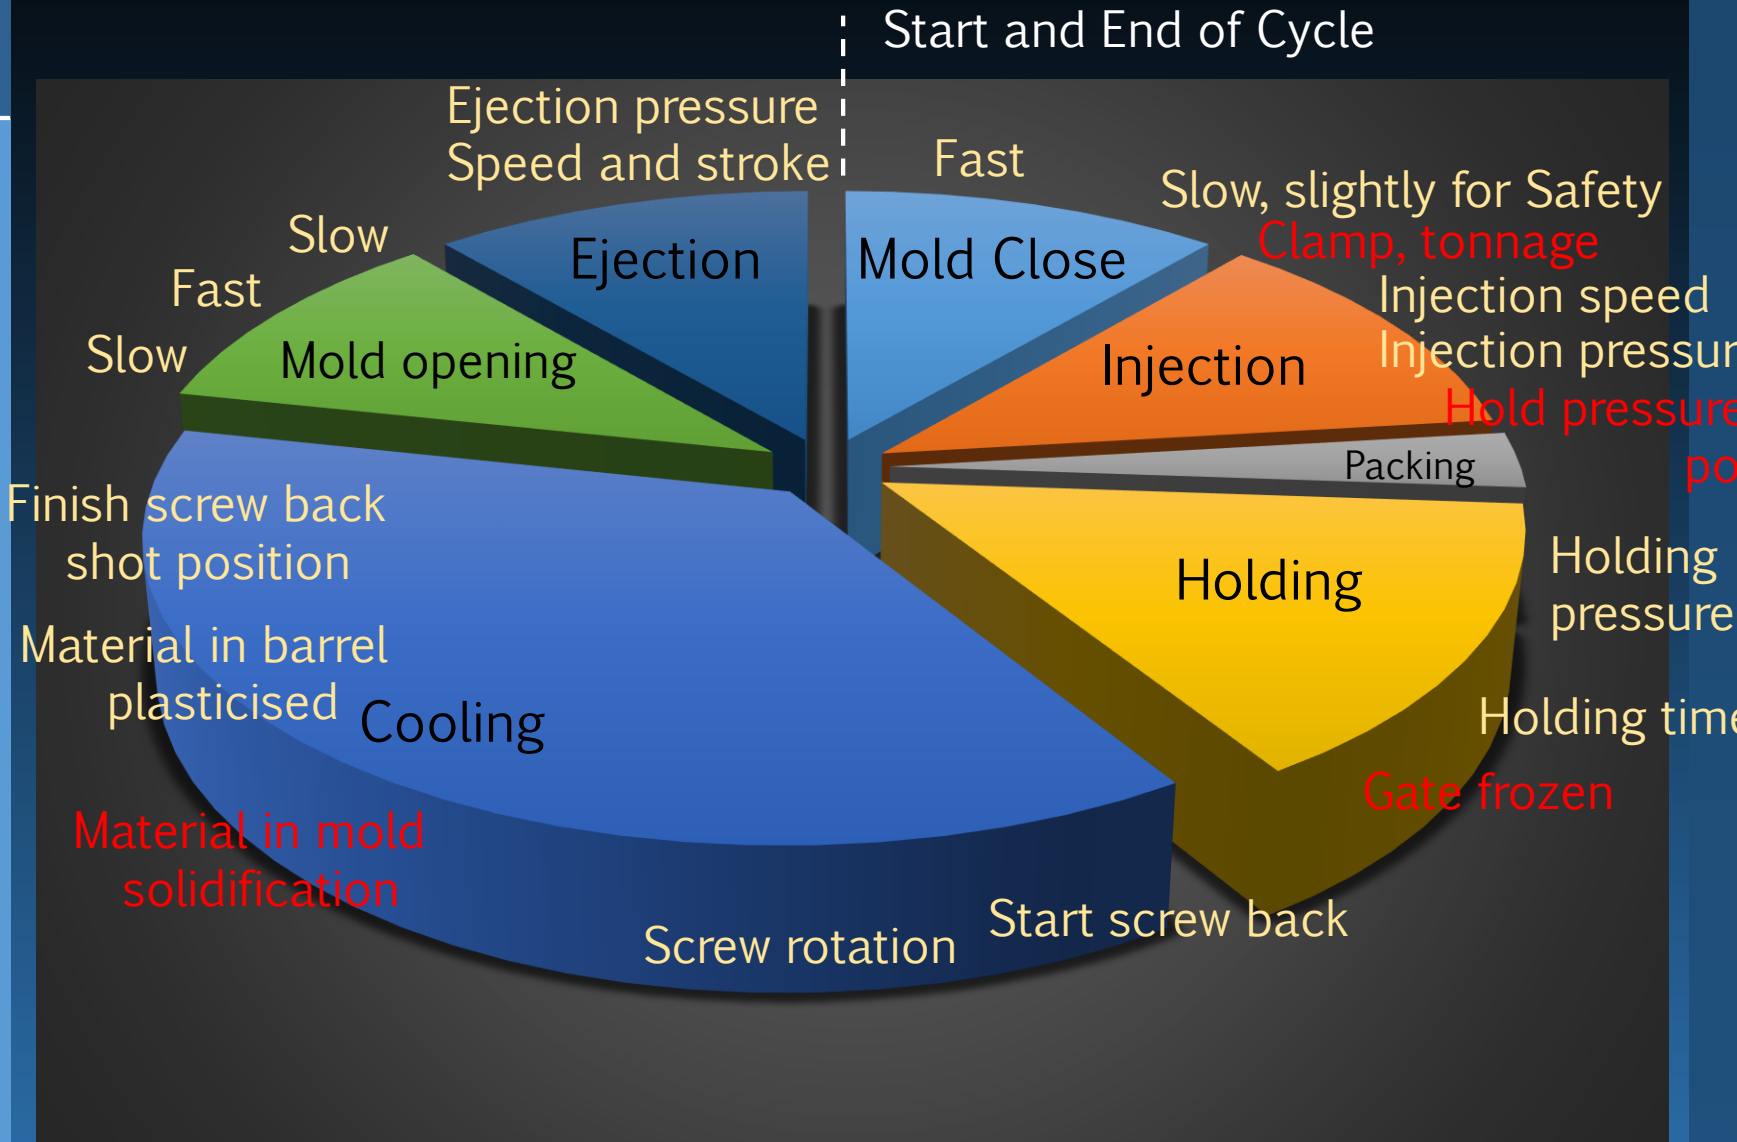 Start and End of Cycle
Ejection pressure
Speed and stroke
Fast
Slow, slightly for Safety
Clamp, tonnage
Injection speed
Injection pressur
Hold pressure
po
Slow
Fast
Slow
Ejection
Mold Close
Mold opening
Injection
Packing
Holding
Holding
pressure
Holding time
Gate frozen
Finish screw back
shot position
Material in barrel
plasticised
Cooling
Material in mold
solidification
Screw rotation
Start screw back